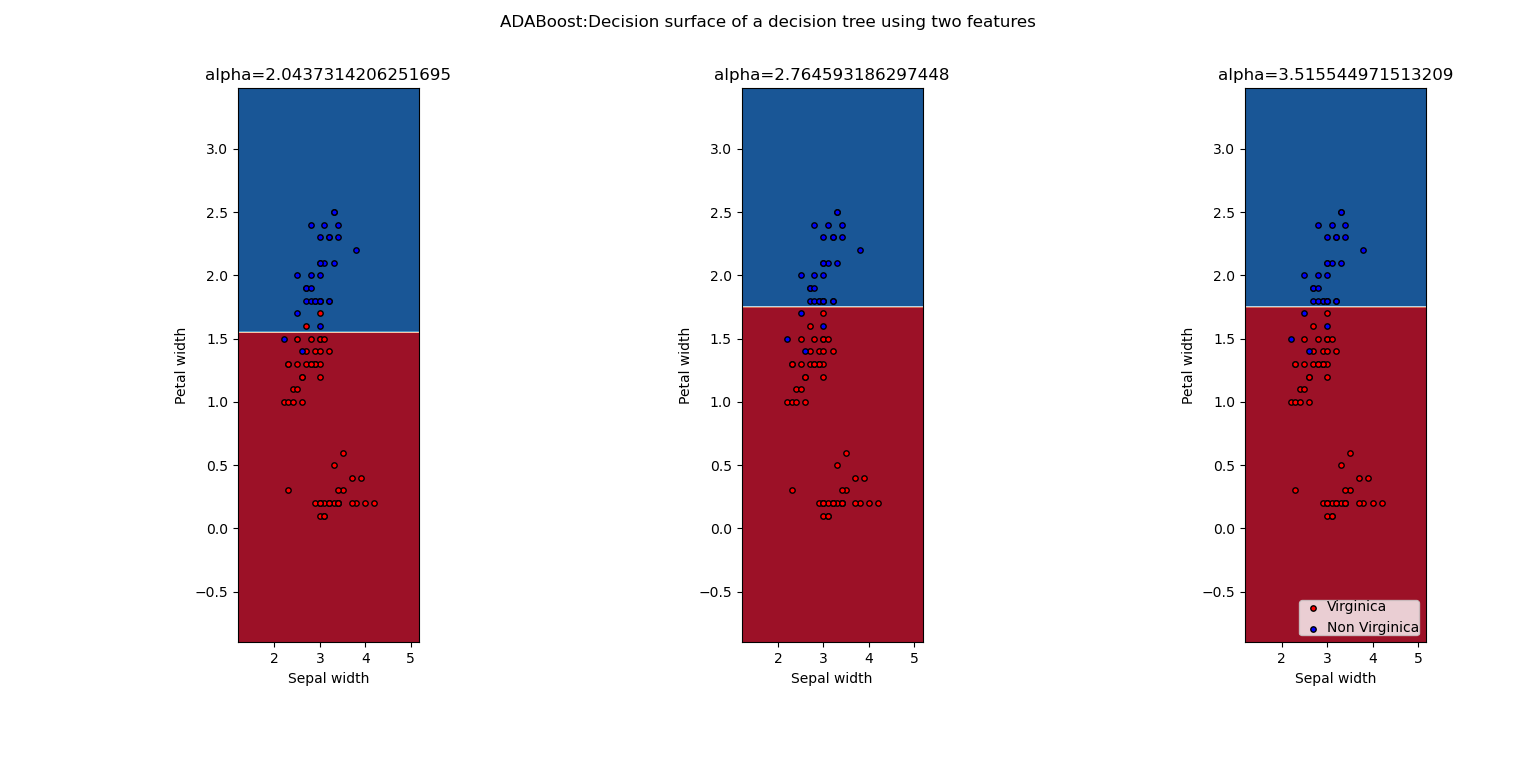 ADABoost:Decision surface of a decision tree using two features
alpha=2.0437314206251695
3.0
2.5
2.0
1.5
1.0
0.5
0.0
−0.5
Petal width
2 3 4 5
Sepal width
alpha=2.764593186297448
3.0
2.5
2.0
1.5
1.0
0.5
0.0
−0.5
Petal width
2 3 4 5
Sepal width
alpha=3.515544971513209
3.0
2.5
2.0
1.5
1.0
0.5
0.0
−0.5
Petal width
Virginica
Non Virginica
2 3 4 5
Sepal width